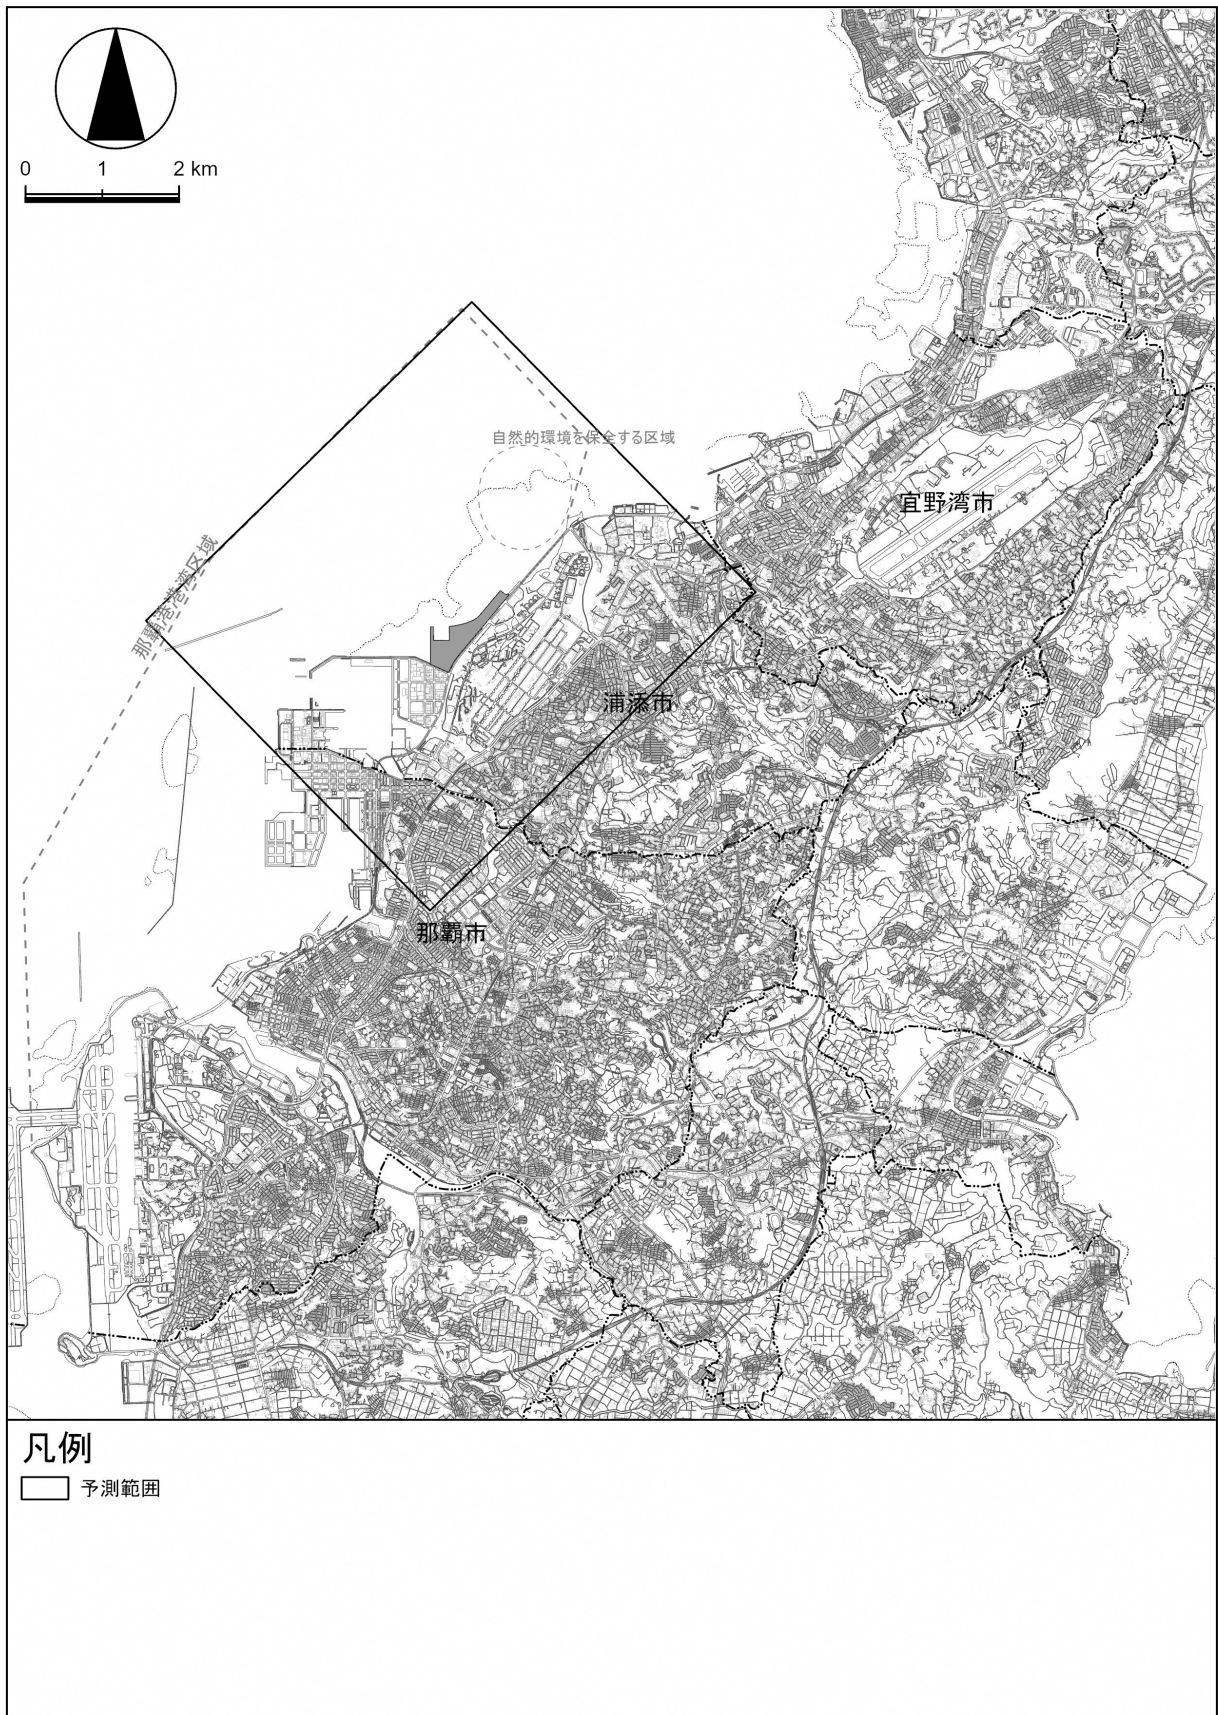 0 1 2 km
自然的環境を保全する区域
宜野湾市
那覇港港湾区域
浦添市
那覇市
凡例
予測範囲